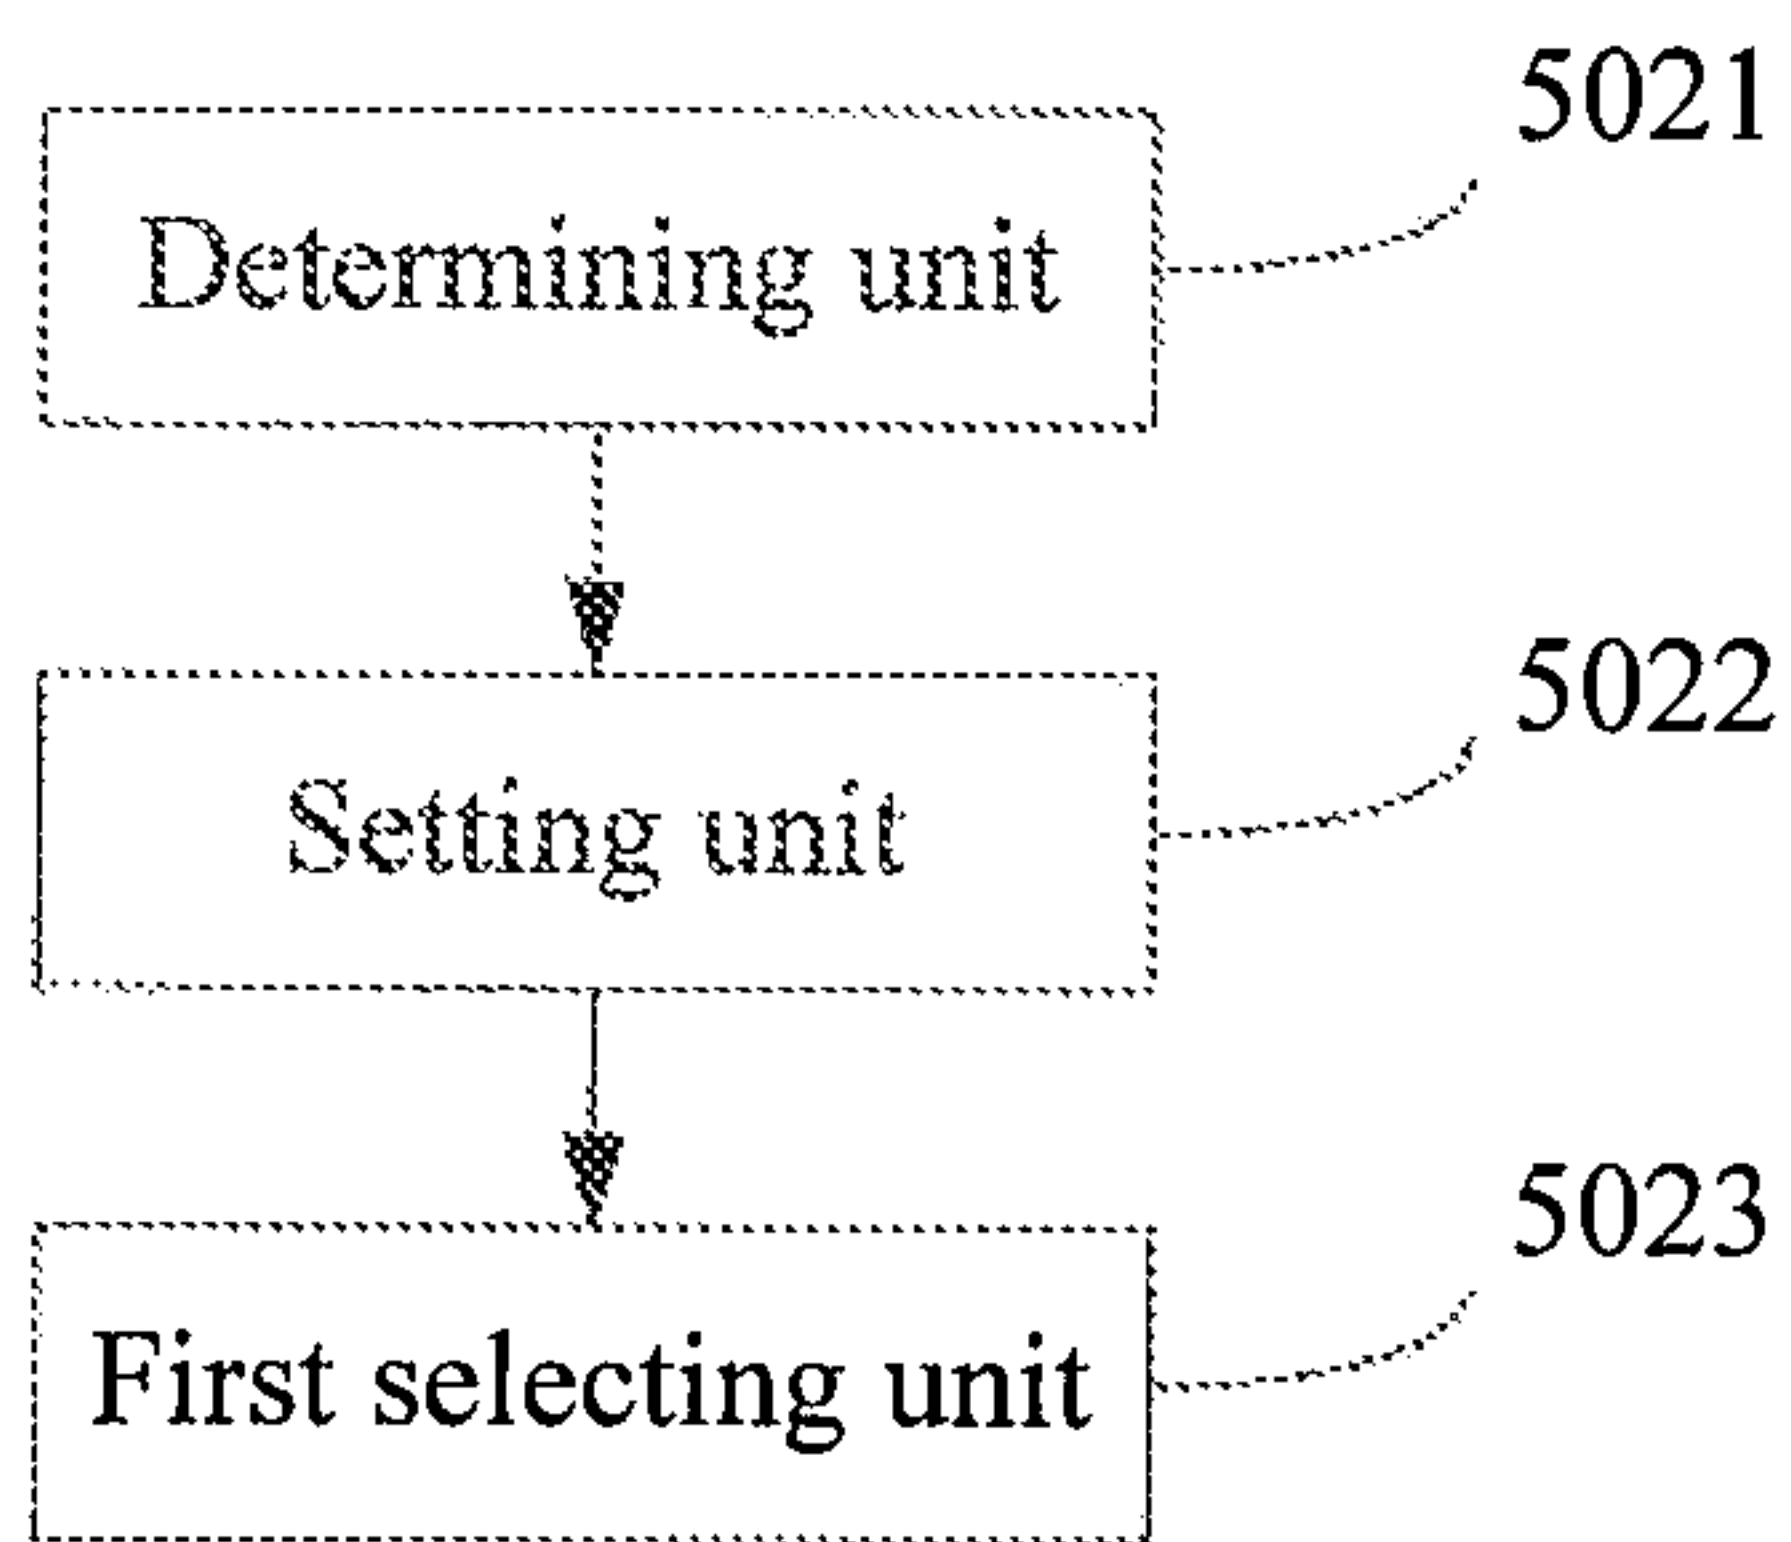 5021
Determining unit
5022
Setting unit
5023
First selecting unit